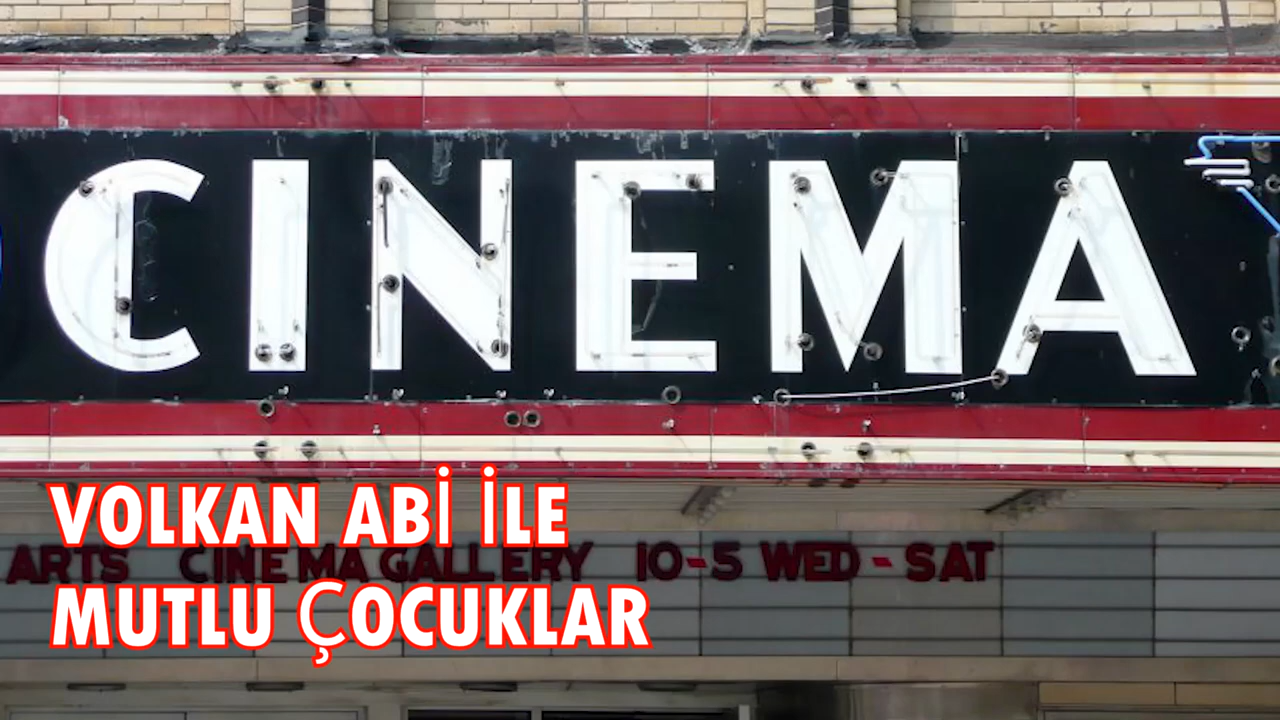 CINEMA
VOLKAN ABİ İLE
ARTS CINEMA GALLERY 10-5 WED-SAT
MUTLU ÇOCUKLAR